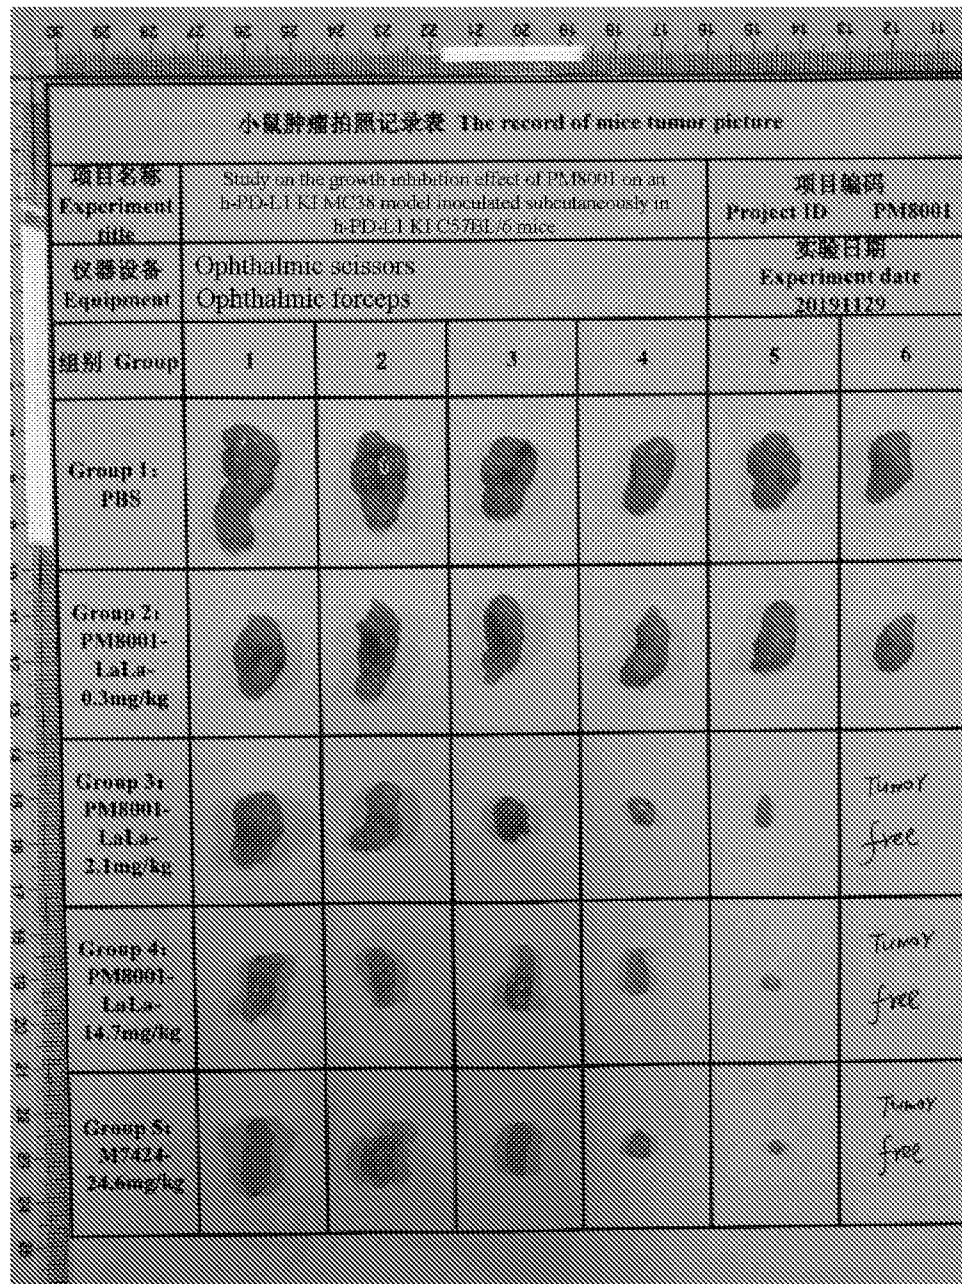 小鼠肿瘤拍照记录表 The record of mice tumor picture
项目名称
Experiment
title
Study on the growth inhibition effect of PM8001 on an
h-PD-L1 KI MC38 model inoculated subcutaneously in
h-PD-L1 KI C57BL/6 mice
项目编码
Project ID PM8001
仪器设备
Equipment
Ophthalmic scissors
Ophthalmic forceps
实验日期
Experiment date
20191129
组别 Group 1 2 3 4 5 6
Group 1:
PBS
Group 2:
PM8001-
LaLa-
0.3mg/kg
Group 3:
PM8001-
LaLa-
2.1mg/kg
Tumor
free
Group 4:
PM8001-
LaLa-
14.7mg/kg
Tumor
free
Group 5:
M7424-
24.6mg/kg
Tumor
free